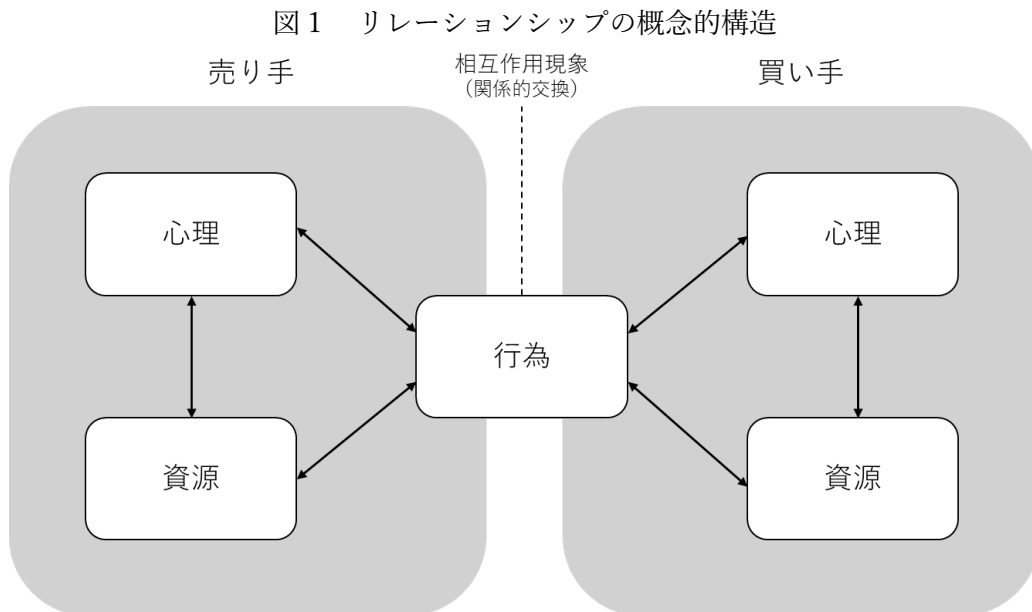 図1 リレーションシップの概念的構造
売り手
相互作用現象
(関係的交換)
買い手
心理
心理
行為
資源
資源